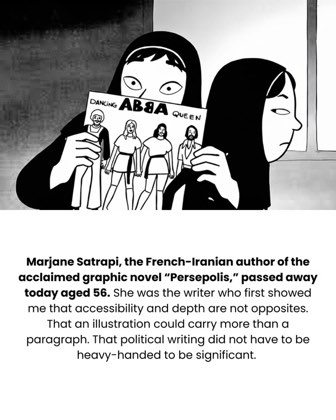 DANCING ABBA QUEEN
Marjane Satrapi, the French-Iranian author of the
acclaimed graphic novel “Persepolis,” passed away
today aged 56. She was the writer who first showed
me that accessibility and depth are not opposites.
That an illustration could carry more than a
paragraph. That political writing did not have to be
heavy-handed to be significant.